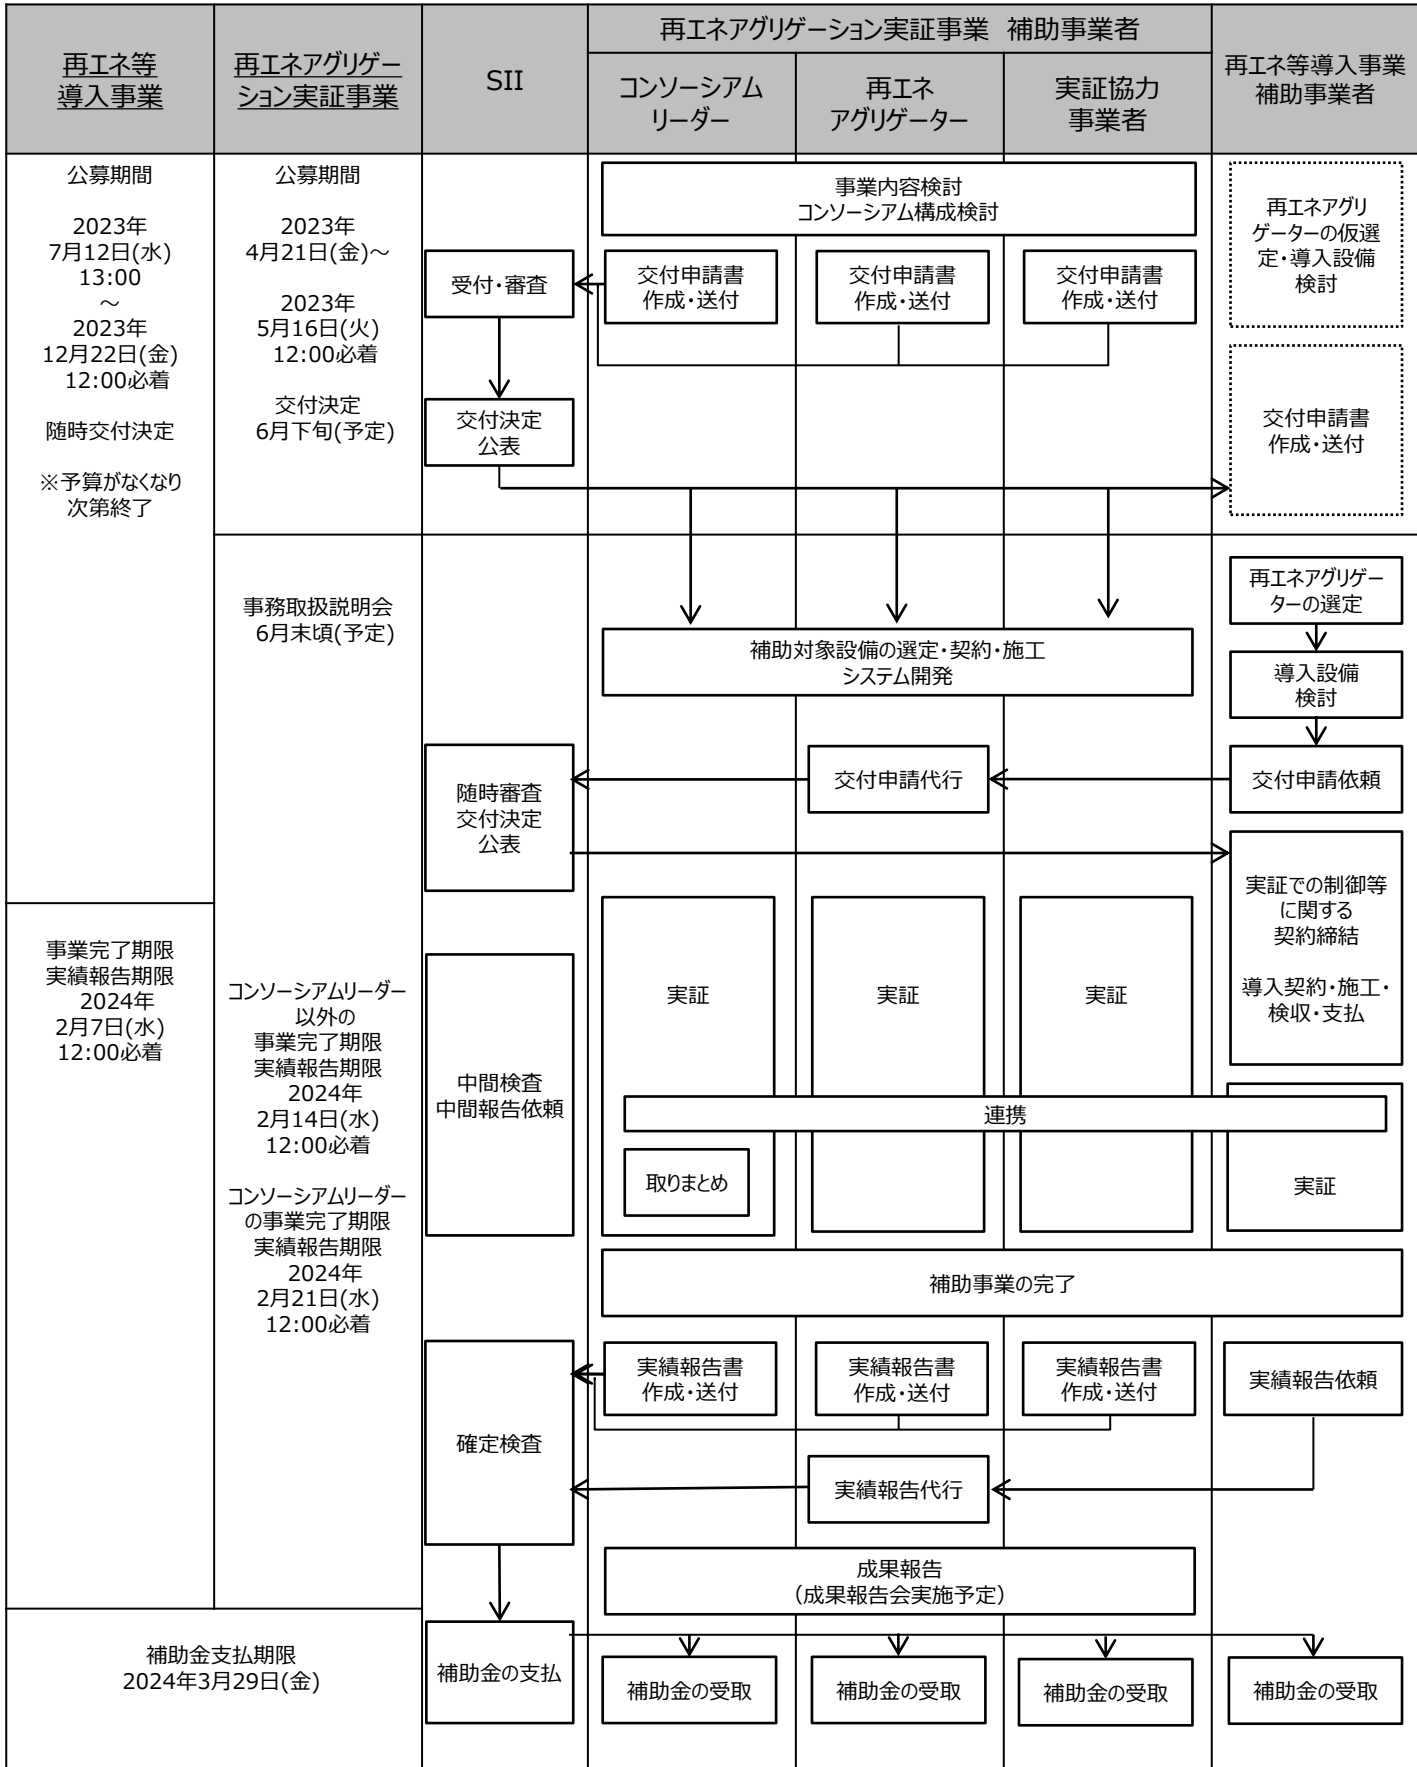 再エネ等
導入事業
再エネアグリゲー
ション実証事業
SII
再エネアグリゲーション実証事業 補助事業者
コンソーシアム
リーダー
再エネ
アグリゲーター
実証協力
事業者
再エネ等導入事業
補助事業者
公募期間
2023年
7月12日(水)
13:00
～
2023年
12月22日(金)
12:00必着
随時交付決定
※予算がなくなり
次第終了
公募期間
2023年
4月21日(金)～
2023年
5月16日(火)
12:00必着
交付決定
6月下旬(予定)
事業内容検討
コンソーシアム構成検討
受付・審査
交付申請書
作成・送付
交付申請書
作成・送付
交付申請書
作成・送付
再エネアグリ
ゲーターの仮選
定・導入設備
検討
交付決定
公表
交付申請書
作成・送付
事務取扱説明会
6月末頃(予定)
補助対象設備の選定・契約・施工
システム開発
再エネアグリゲー
ターの選定
導入設備
検討
随時審査
交付決定
公表
交付申請代行
交付申請依頼
事業完了期限
実績報告期限
2024年
2月7日(水)
12:00必着
コンソーシアムリーダー
以外の
事業完了期限
実績報告期限
2024年
2月14日(水)
12:00必着
コンソーシアムリーダー
の事業完了期限
実績報告期限
2024年
2月21日(水)
12:00必着
中間検査
中間報告依頼
実証
実証
実証
実証での制御等
に関する
契約締結
導入契約・施工・
検収・支払
連携
取りまとめ
実証
補助事業の完了
確定検査
実績報告書
作成・送付
実績報告書
作成・送付
実績報告書
作成・送付
実績報告依頼
実績報告代行
成果報告
（成果報告会実施予定）
補助金支払期限
2024年3月29日(金)
補助金の支払
補助金の受取
補助金の受取
補助金の受取
補助金の受取